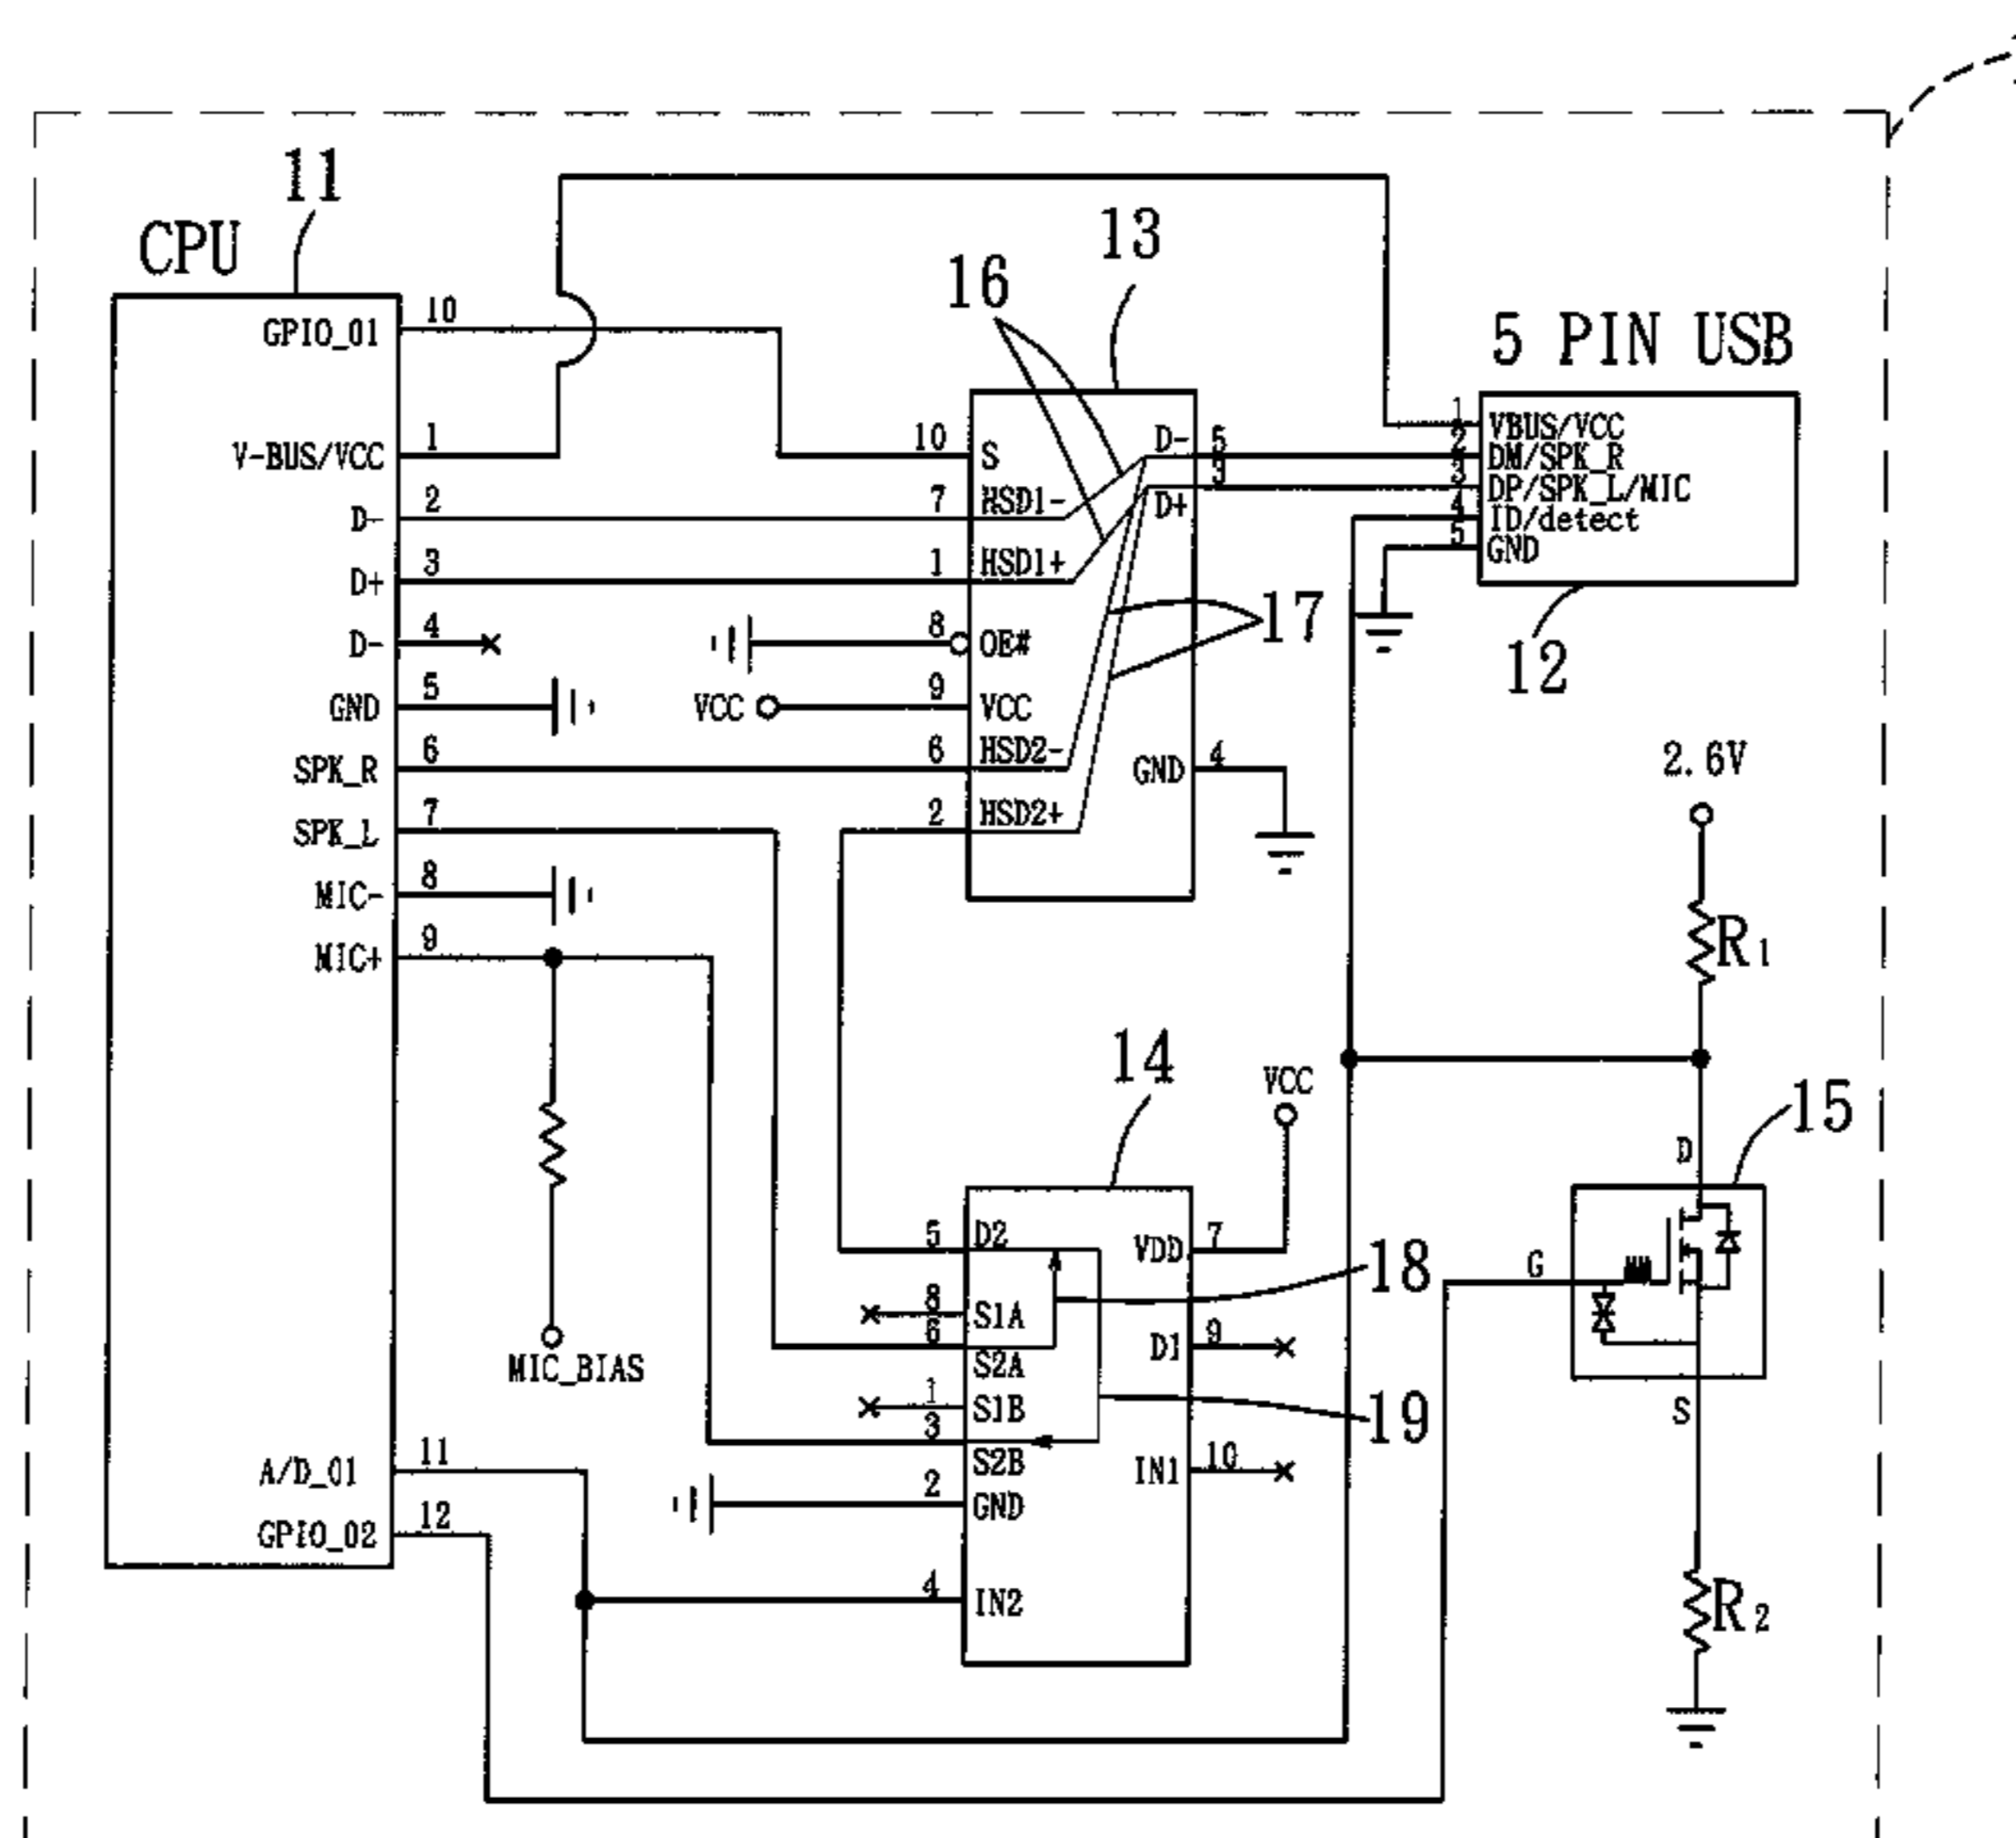 11
CPU
GPIO_01
10
V-BUS/VCC
1
D-
2
D+
3
D-
4
GND
5
SPK_R
6
SPK_L
7
MIC-
8
MIC+
9
MIC_BIAS
A/D_01
11
GPIO_02
12
13
16
10
S
7
HSD1-
1
HSD1+
8
OE#
VCC
9
VCC
6
HSD2-
2
HSD2+
D-
5
D+
3
GND
4
17
5 PIN USB
1
VBUS/VCC
2
DM/SPK_R
3
DP/SPK_L/MIC
4
ID/detect
5
GND
12
14
5
D2
8
S1A
6
S2A
1
S1B
3
S2B
2
GND
4
IN2
VCC
VDD
7
18
D1
9
19
IN1
10
2.6V
R1
15
D
G
S
R2